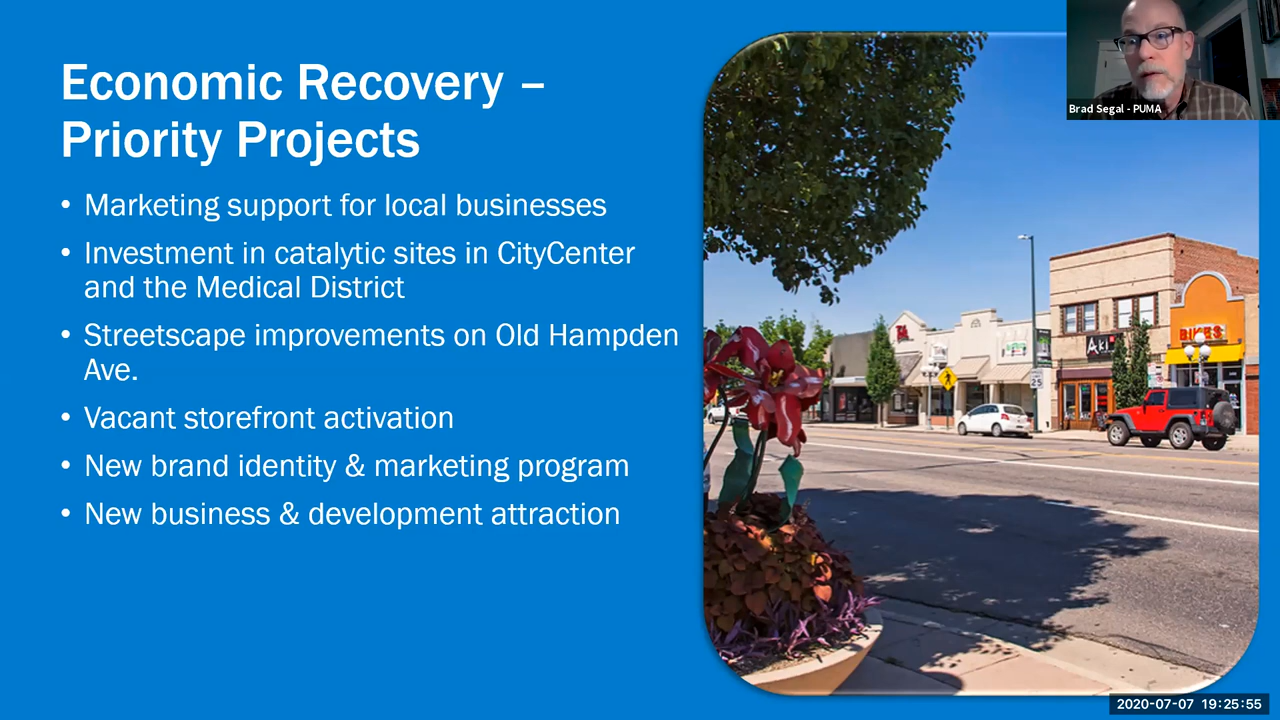 Economic Recovery –
Priority Projects
• Marketing support for local businesses
• Investment in catalytic sites in CityCenter
and the Medical District
• Streetscape improvements on Old Hampden
Ave.
• Vacant storefront activation
• New brand identity & marketing program
• New business & development attraction
Brad Segal - PUMA
BIKES
25
2020-07-07 19:25:55